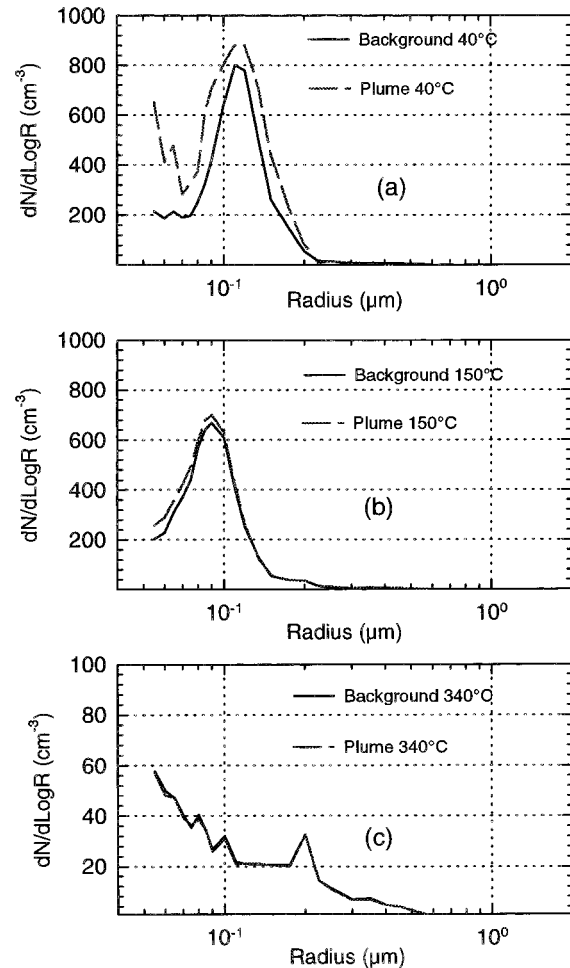 1000
800
600
400
200
dN/dLogR (cm⁻³)
Background 40°C
Plume 40°C
(a)
10⁻¹
10⁰
Radius (µm)
1000
800
600
400
200
dN/dLogR (cm⁻³)
Background 150°C
Plume 150°C
(b)
10⁻¹
10⁰
Radius (µm)
100
80
60
40
20
dN/dLogR (cm⁻³)
Background 340°C
Plume 340°C
(c)
10⁻¹
10⁰
Radius (µm)